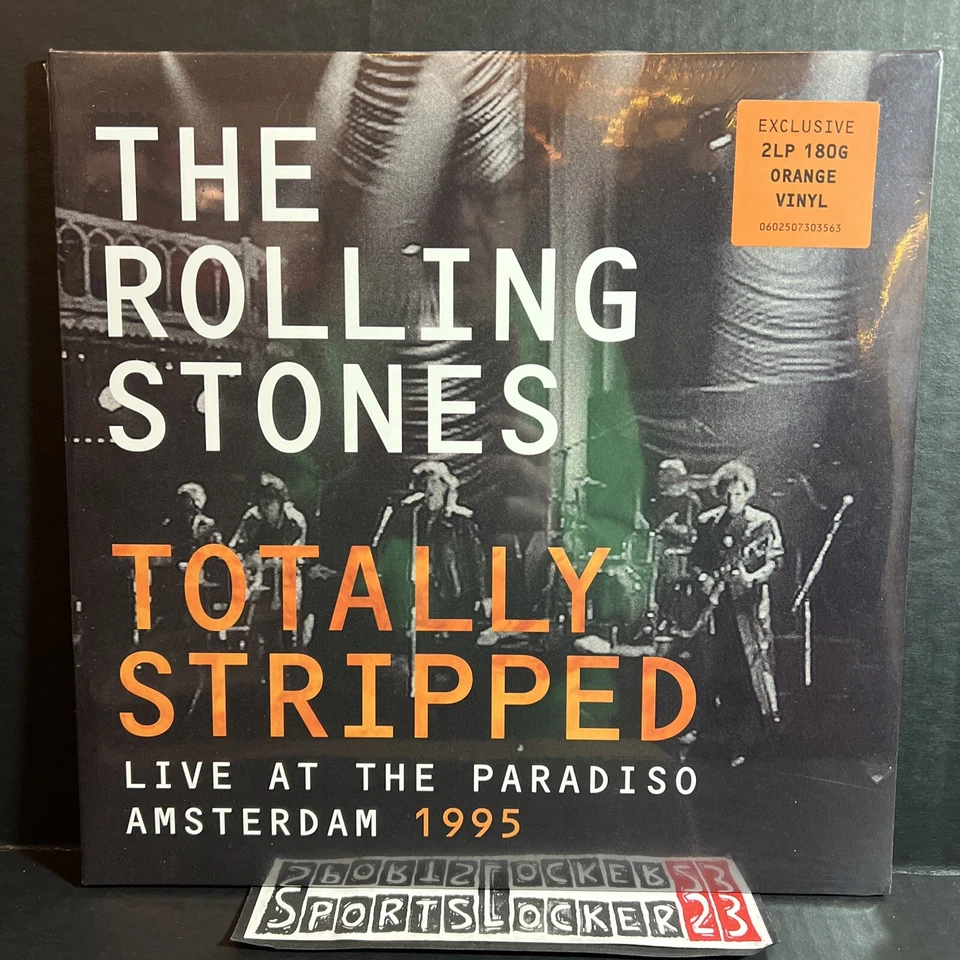 THE
ROLLING
STONES
EXCLUSIVE
2LP 180G
ORANGE
VINYL
0602507303563
TOTALLY
STRIPPED
LIVE AT THE PARADISO
AMSTERDAM 1995
SPORTSLOCKER23